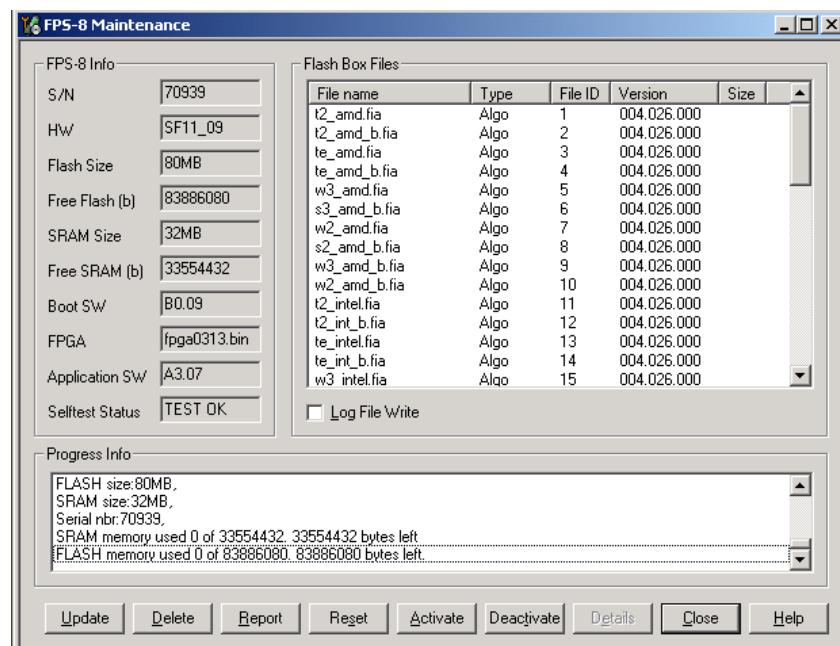 FPS-8 Maintenance
FPS-8 Info
S/N 70939
HW SF11_09
Flash Size 80MB
Free Flash (b) 83886080
SRAM Size 32MB
Free SRAM (b) 33554432
Boot SW B0.09
FPGA fpga0313.bin
Application SW A3.07
Selftest Status TEST OK
Flash Box Files
File name Type File ID Version Size
t2_amd.fia Algo 1 004.026.000
t2_amd_b.fia Algo 2 004.026.000
te_amd.fia Algo 3 004.026.000
te_amd_b.fia Algo 4 004.026.000
w3_amd.fia Algo 5 004.026.000
s3_amd_b.fia Algo 6 004.026.000
w2_amd.fia Algo 7 004.026.000
s2_amd_b.fia Algo 8 004.026.000
w3_amd_b.fia Algo 9 004.026.000
w2_amd_b.fia Algo 10 004.026.000
t2_intel.fia Algo 11 004.026.000
t2_int_b.fia Algo 12 004.026.000
te_intel.fia Algo 13 004.026.000
te_int_b.fia Algo 14 004.026.000
w3_intel.fia Algo 15 004.026.000
Log File Write
Progress Info
FLASH size:80MB,
SRAM size:32MB,
Serial nbr:70939,
SRAM memory used 0 of 33554432. 33554432 bytes left
FLASH memory used 0 of 83886080. 83886080 bytes left.
Update Delete Report Reset Activate Deactivate Details Close Help